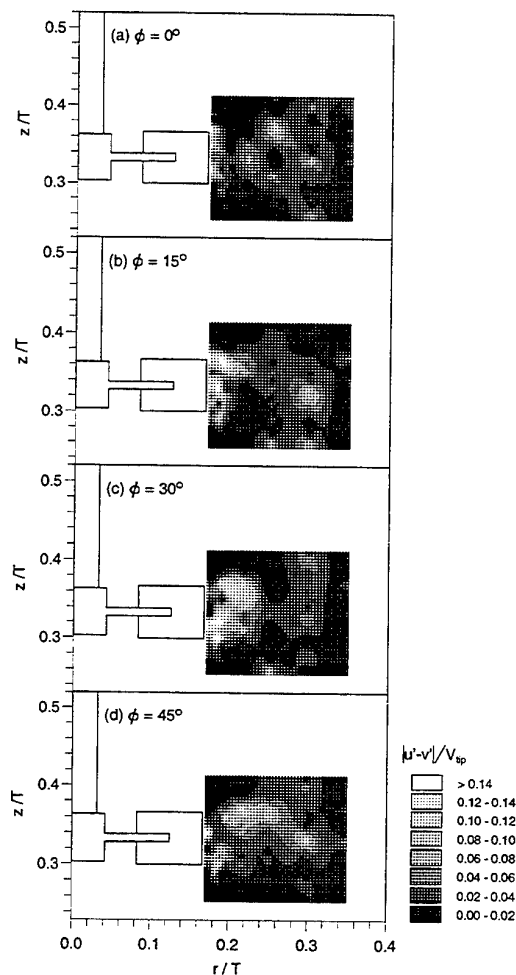 0.5
(a) ϕ = 0°
z/T
0.4
0.3
0.5
(b) ϕ = 15°
z/T
0.4
0.3
0.5
(c) ϕ = 30°
z/T
0.4
0.3
0.5
(d) ϕ = 45°
z/T
0.4
0.3
0.0 0.1 0.2 0.3 0.4
r / T
|u'-v'|/V_tip
> 0.14
0.12 - 0.14
0.10 - 0.12
0.08 - 0.10
0.06 - 0.08
0.04 - 0.06
0.02 - 0.04
0.00 - 0.02